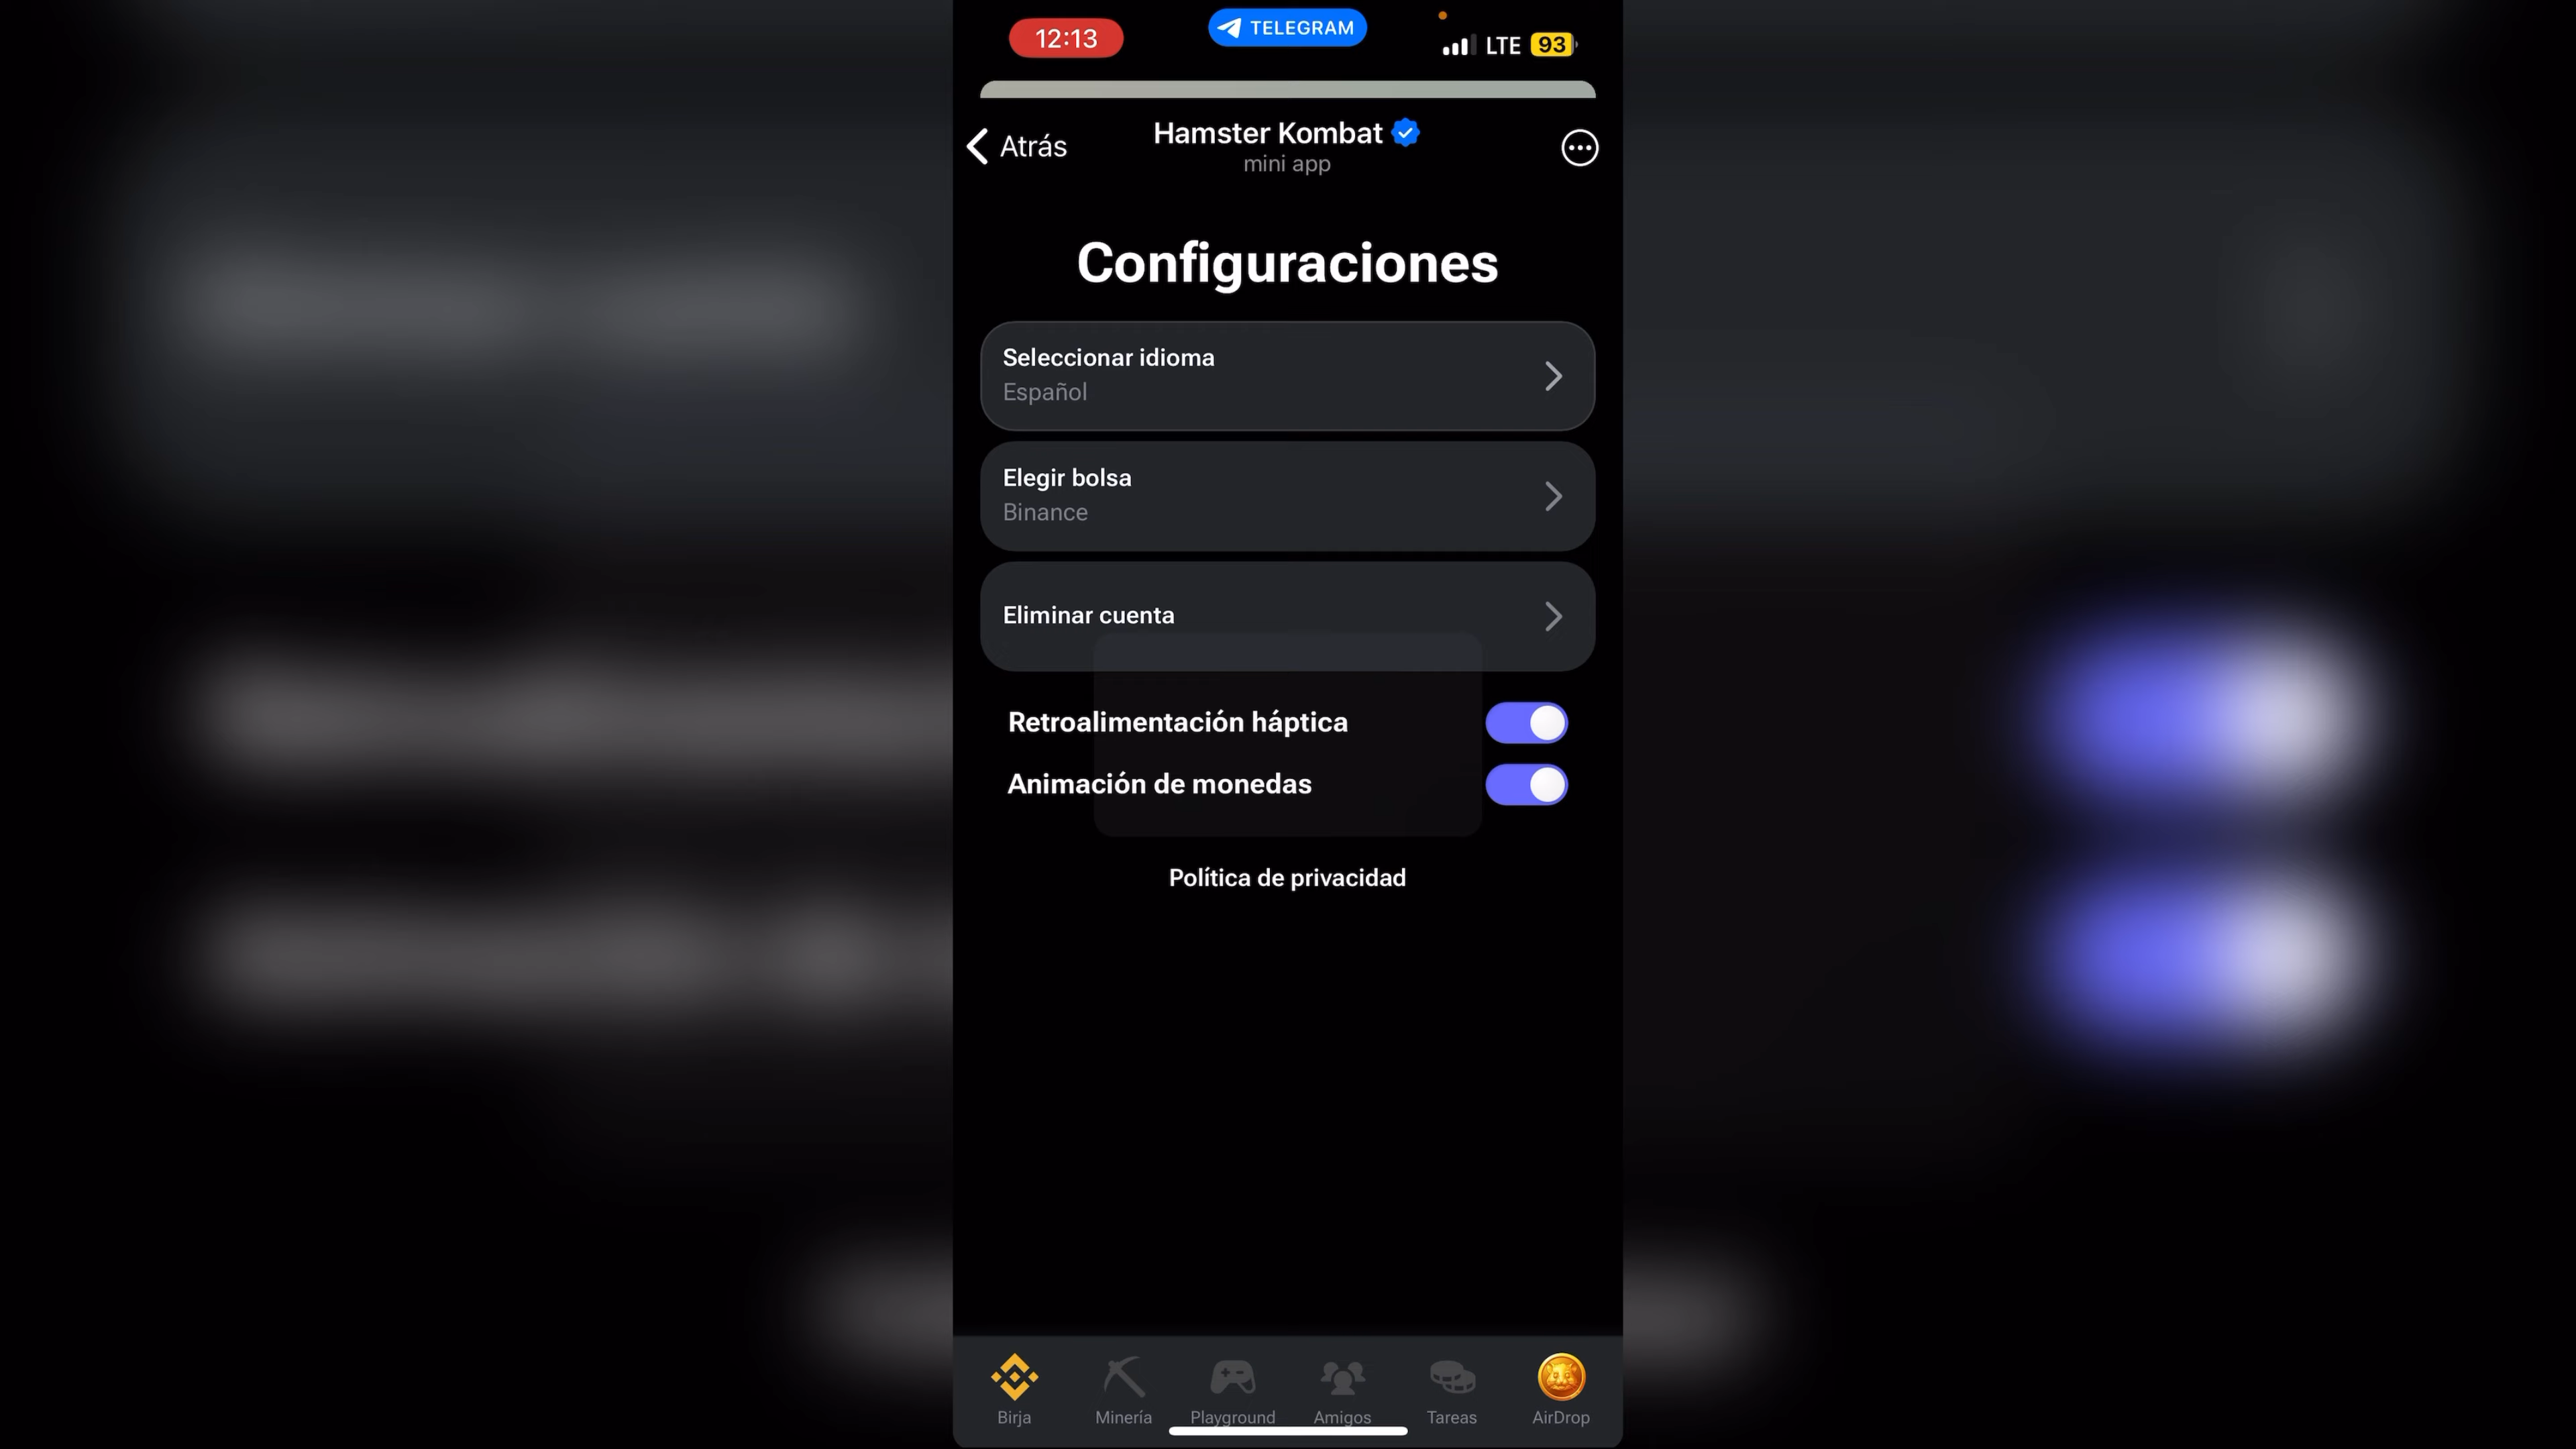 12:13
TELEGRAM
LTE 93
Atrás
Hamster Kombat
mini app
Configuraciones
Seleccionar idioma
Español
Elegir bolsa
Binance
Eliminar cuenta
Retroalimentación háptica
Animación de monedas
Política de privacidad
Birja Minería Playground Amigos Tareas AirDrop